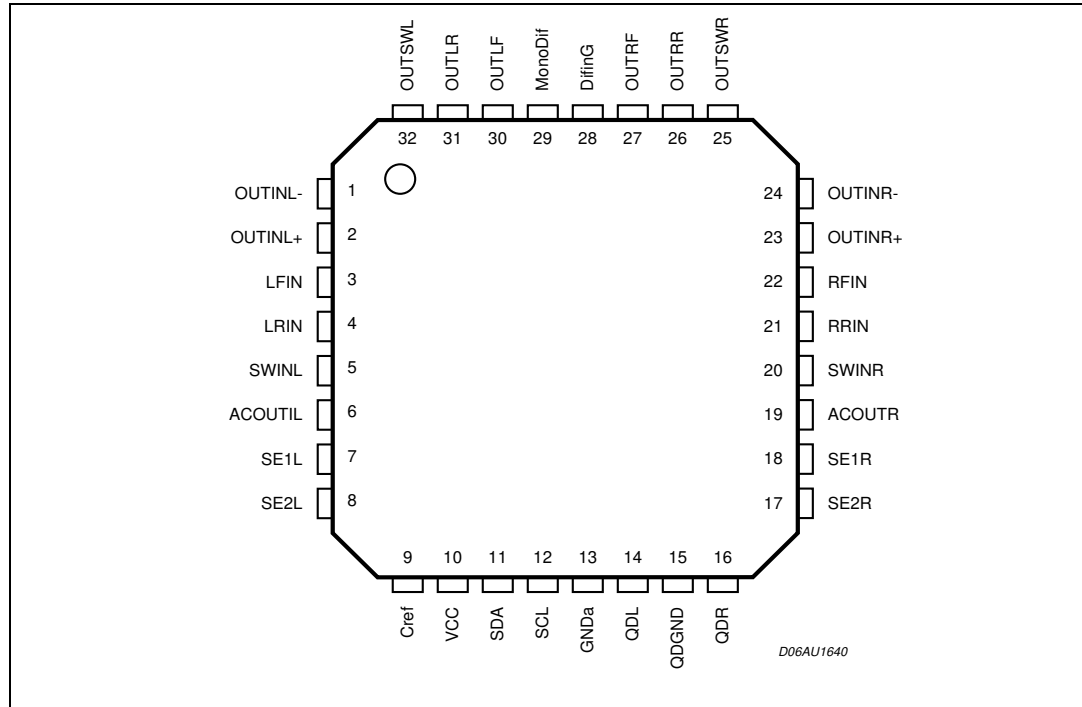 OUTSWL
OUTLR
OUTLF
MonoDif
DifinG
OUTRF
OUTRR
OUTSWR
32 31 30 29 28 27 26 25
OUTINL- 1 24 OUTINR-
OUTINL+ 2 23 OUTINR+
LFIN 3 22 RFIN
LRIN 4 21 RRIN
SWINL 5 20 SWINR
ACOUTIL 6 19 ACOUTR
SE1L 7 18 SE1R
SE2L 8 17 SE2R
9 10 11 12 13 14 15 16
Cref
VCC
SDA
SCL
GNDa
QDL
QDGND
QDR
D06AU1640